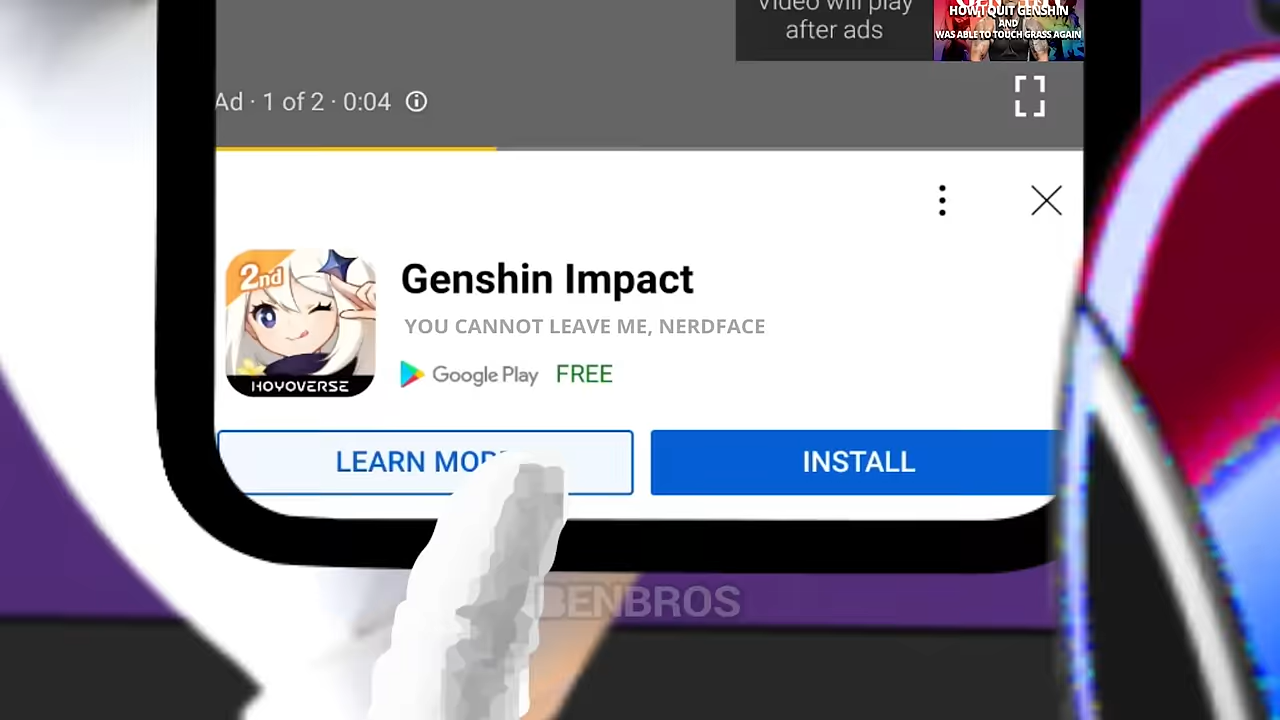 Video will play
after ads
HOW I QUIT GENSHIN
AND
WAS ABLE TO TOUCH GRASS AGAIN
Ad · 1 of 2 · 0:04
2nd
HOYOVERSE
Genshin Impact
YOU CANNOT LEAVE ME, NERDFACE
Google Play FREE
LEARN MORE
INSTALL
BENBROS